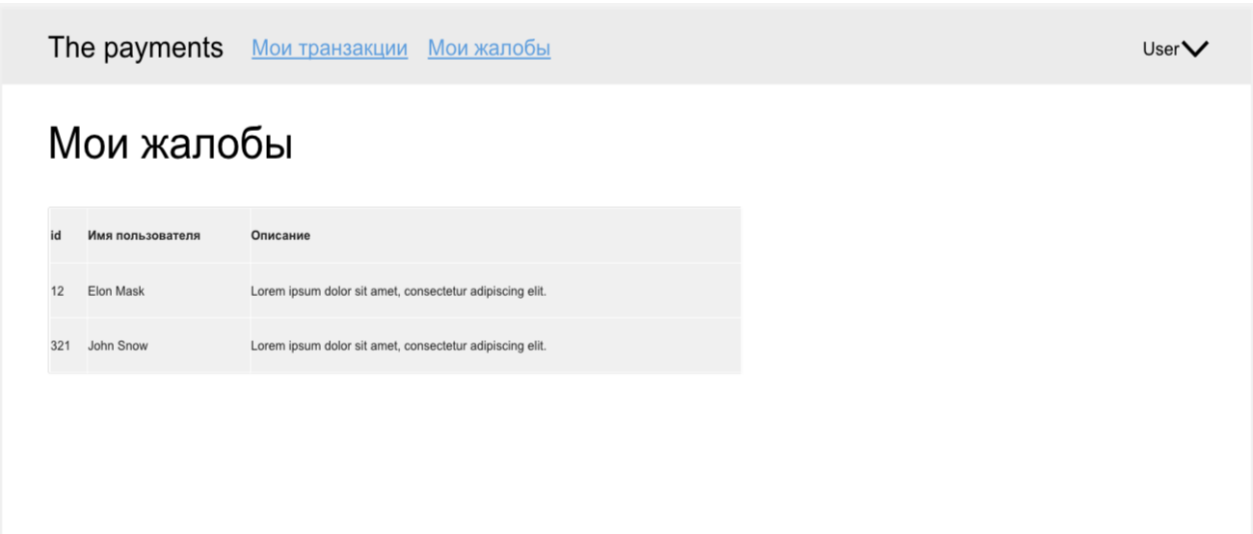 The payments Мои транзакции Мои жалобы User
Мои жалобы
id Имя пользователя Описание
12 Elon Mask Lorem ipsum dolor sit amet, consectetur adipiscing elit.
321 John Snow Lorem ipsum dolor sit amet, consectetur adipiscing elit.